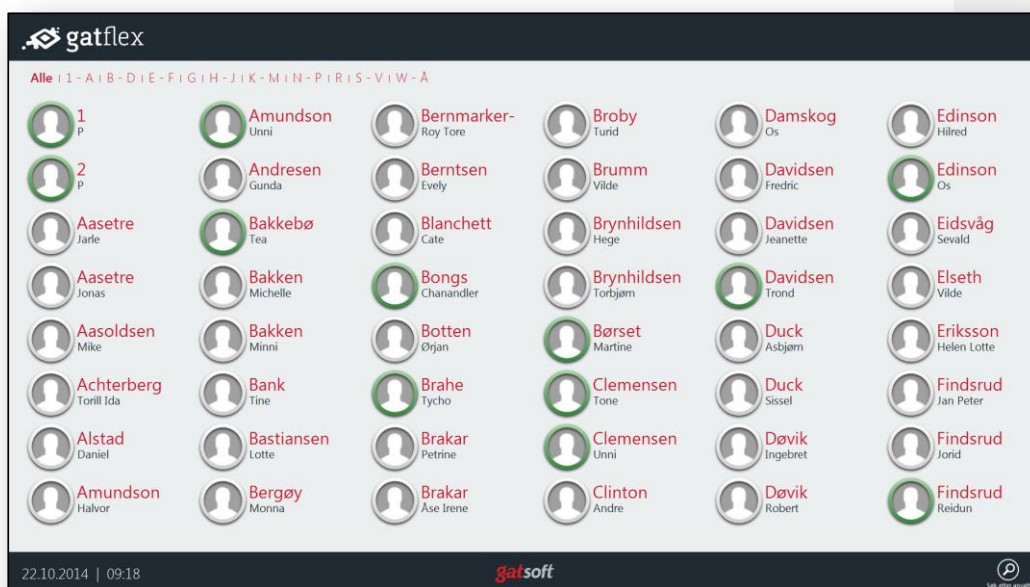 gatflex
Alle | 1 - A | B - D | E - F | G | H - J | K - M | N - P | R | S - V | W - Å
1
P
2
P
Aasetre
Jarle
Aasetre
Jonas
Aasoldsen
Mike
Achterberg
Torill Ida
Alstad
Daniel
Amundson
Halvor
Amundson
Unni
Andresen
Gunda
Bakkebø
Tea
Bakken
Michelle
Bakken
Minni
Bank
Tine
Bastiansen
Lotte
Bergøy
Monna
Bernmarker-
Roy Tore
Berntsen
Evely
Blanchett
Cate
Bongs
Chanandler
Botten
Ørjan
Brahe
Tycho
Brakar
Petrine
Brakar
Åse Irene
Broby
Turid
Brumm
Vilde
Brynhildsen
Hege
Brynhildsen
Torbjørn
Børset
Martine
Clemensen
Tone
Clemensen
Unni
Clinton
Andre
Damskog
Os
Davidsen
Fredric
Davidsen
Jeanette
Davidsen
Trond
Duck
Asbjørn
Duck
Sissel
Døvik
Ingebret
Døvik
Robert
Edinson
Hilred
Edinson
Os
Eidsvåg
Sevald
Elseth
Vilde
Eriksson
Helen Lotte
Findsrud
Jan Peter
Findsrud
Jorid
Findsrud
Reidun
22.10.2014 | 09:18
gatsoft
Søk etter ansatt